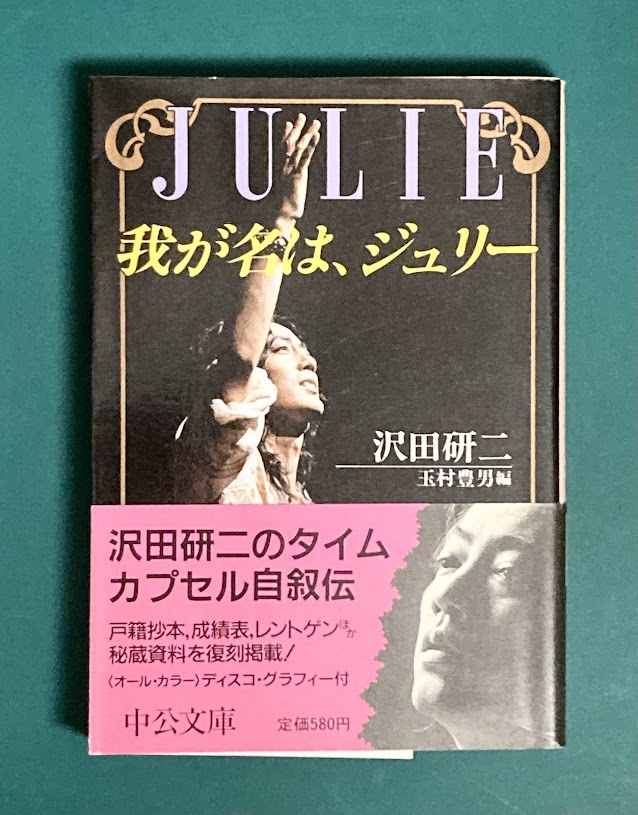 JULIE
我が名は、ジュリー
沢田研二
玉村豊男編
沢田研二のタイム
カプセル自叙伝
戸籍抄本,成績表,レントゲンほか
秘蔵資料を復刻掲載!
〈オール・カラー〉ディスコ・グラフィー付
中公文庫
定価580円